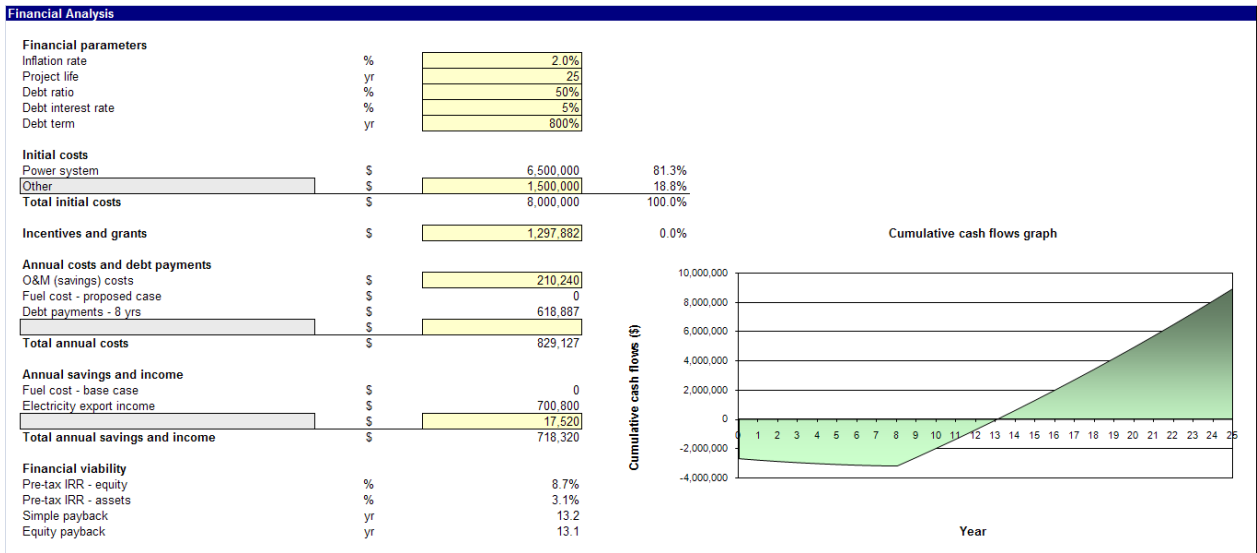 Financial Analysis
Financial parameters
Inflation rate % 2.0%
Project life yr 25
Debt ratio % 50%
Debt interest rate % 5%
Debt term yr 800%
Initial costs
Power system $ 6,500,000 81.3%
Other $ 1,500,000 18.8%
Total initial costs $ 8,000,000 100.0%
Incentives and grants $ 1,297,882 0.0%
Annual costs and debt payments
O&M (savings) costs $ 210,240
Fuel cost - proposed case $ 0
Debt payments - 8 yrs $ 618,887
$
Total annual costs $ 829,127
Annual savings and income
Fuel cost - base case $ 0
Electricity export income $ 700,800
$ 17,520
Total annual savings and income $ 718,320
Financial viability
Pre-tax IRR - equity % 8.7%
Pre-tax IRR - assets % 3.1%
Simple payback yr 13.2
Equity payback yr 13.1
Cumulative cash flows graph
Cumulative cash flows ($)
10,000,000
8,000,000
6,000,000
4,000,000
2,000,000
0
0 1 2 3 4 5 6 7 8 9 10 11 12 13 14 15 16 17 18 19 20 21 22 23 24 25
-2,000,000
-4,000,000
Year